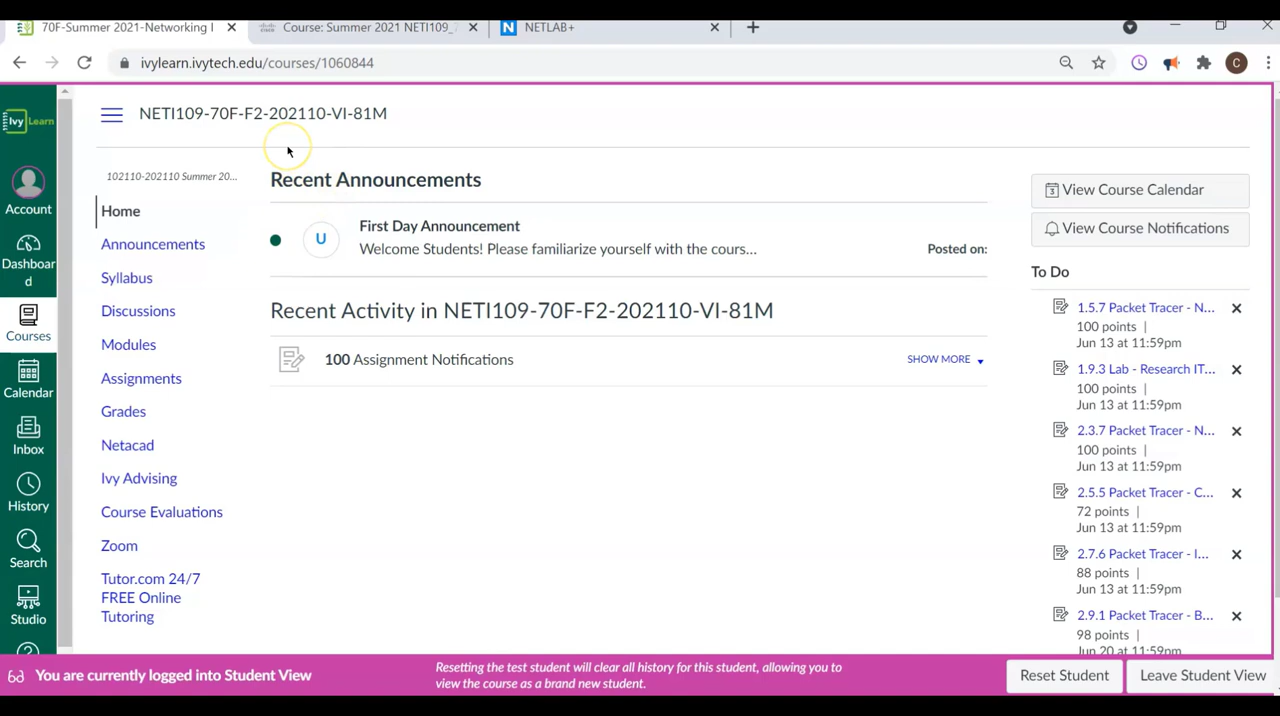 70F-Summer 2021-Networking I
Course: Summer 2021 NETI109_7
NETLAB+
ivylearn.ivytech.edu/courses/1060844
C
Ivy Learn
NETI109-70F-F2-202110-VI-81M
102110-202110 Summer 20...
Account
Dashboar
d
Courses
Calendar
Inbox
History
Search
Studio
Home
Announcements
Syllabus
Discussions
Modules
Assignments
Grades
Netacad
Ivy Advising
Course Evaluations
Zoom
Tutor.com 24/7
FREE Online
Tutoring
Recent Announcements
U
First Day Announcement
Welcome Students! Please familiarize yourself with the cours...
Posted on:
Recent Activity in NETI109-70F-F2-202110-VI-81M
100 Assignment Notifications
SHOW MORE
View Course Calendar
View Course Notifications
To Do
1.5.7 Packet Tracer - N...
100 points |
Jun 13 at 11:59pm
1.9.3 Lab - Research IT...
100 points |
Jun 13 at 11:59pm
2.3.7 Packet Tracer - N...
100 points |
Jun 13 at 11:59pm
2.5.5 Packet Tracer - C...
72 points |
Jun 13 at 11:59pm
2.7.6 Packet Tracer - I...
88 points |
Jun 13 at 11:59pm
2.9.1 Packet Tracer - B...
98 points |
Jun 20 at 11:59pm
You are currently logged into Student View
Resetting the test student will clear all history for this student, allowing you to
view the course as a brand new student.
Reset Student
Leave Student View